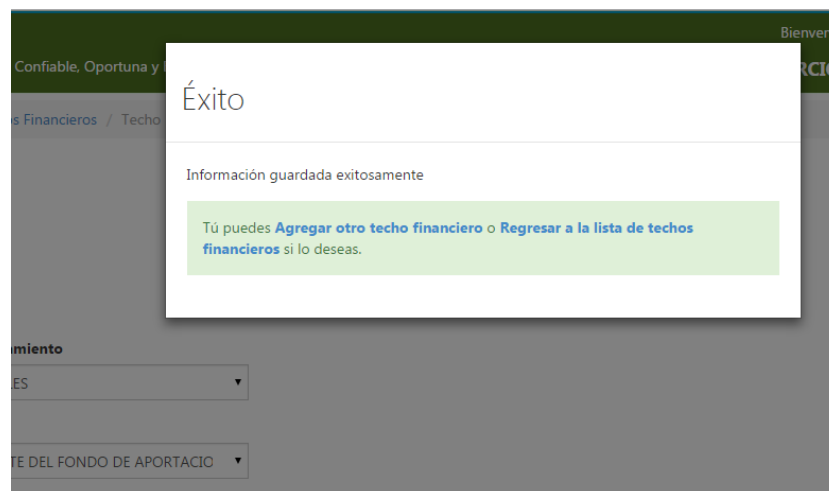 Bienven
Confiable, Oportuna y
RCI
Éxito
s Financieros / Techo
Información guardada exitosamente
Tú puedes Agregar otro techo financiero o Regresar a la lista de techos
financieros si lo deseas.
amiento
LES
TE DEL FONDO DE APORTACIO